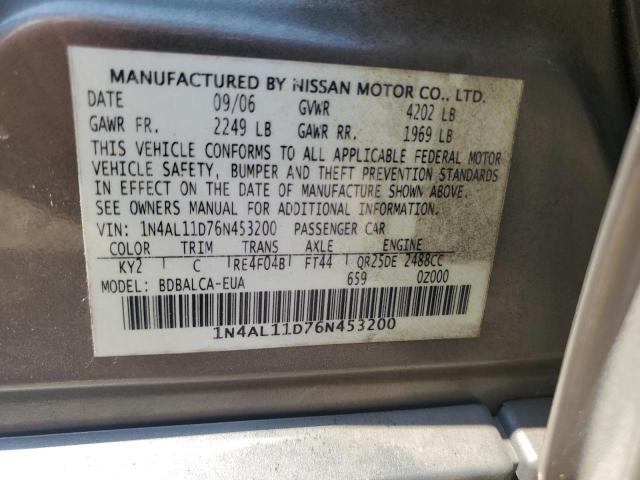 MANUFACTURED BY NISSAN MOTOR CO., LTD.
DATE 09/06 GVWR 4202 LB
GAWR FR. 2249 LB GAWR RR. 1969 LB
THIS VEHICLE CONFORMS TO ALL APPLICABLE FEDERAL MOTOR
VEHICLE SAFETY, BUMPER AND THEFT PREVENTION STANDARDS
IN EFFECT ON THE DATE OF MANUFACTURE SHOWN ABOVE.
SEE OWNERS MANUAL FOR ADDITIONAL INFORMATION.
VIN: 1N4AL11D76N453200 PASSENGER CAR
COLOR TRIM TRANS AXLE ENGINE
KY2 C RE4F04B FT44 QR25DE 2488CC
MODEL: BDBALCA-EUA 659 0Z000
1N4AL11D76N453200